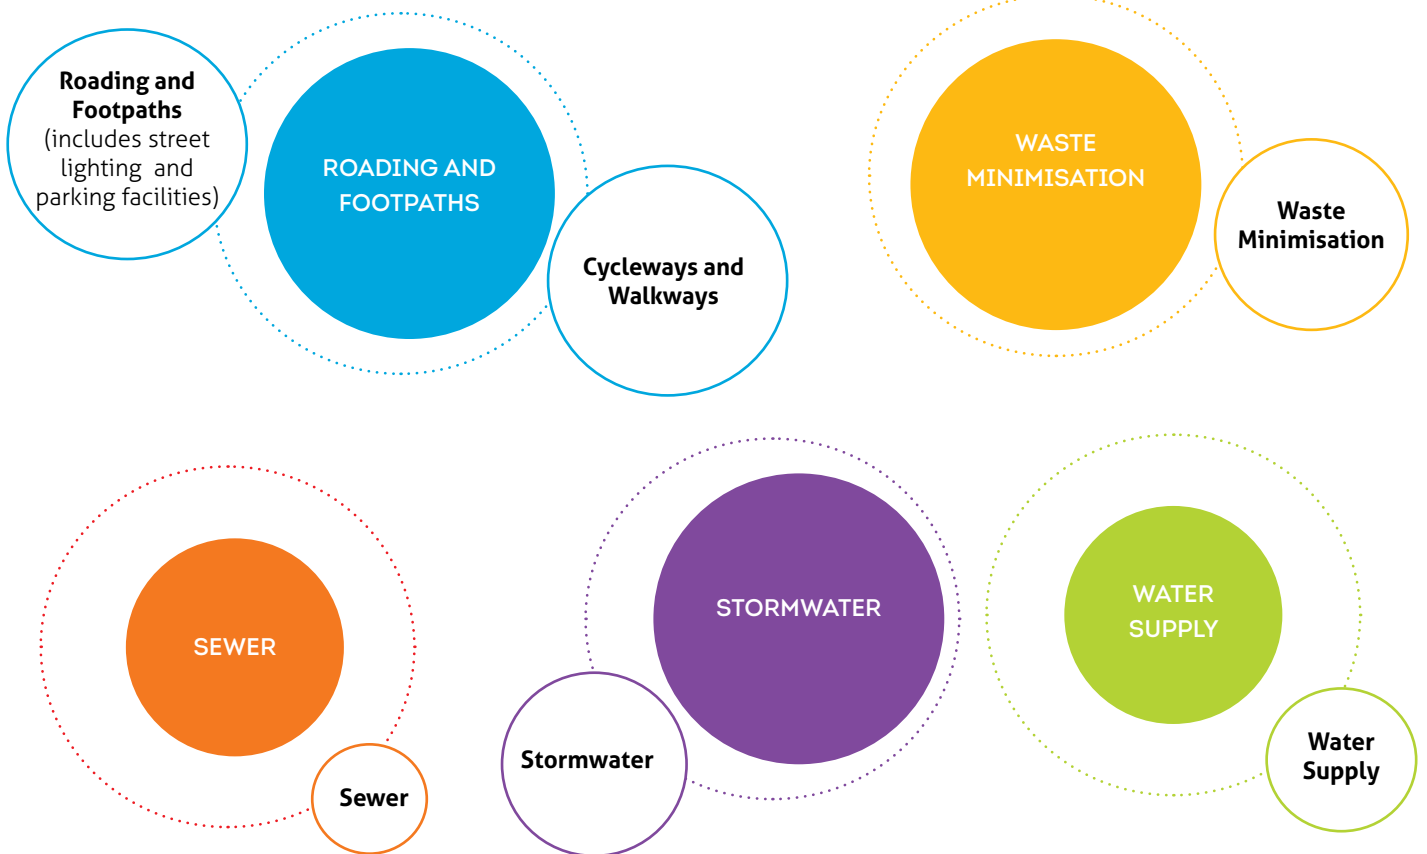 Roading and
Footpaths
(includes street
lighting and
parking facilities)
ROADING AND
FOOTPATHS
Cycleways and
Walkways
WASTE
MINIMISATION
Waste
Minimisation
SEWER
Sewer
STORMWATER
Stormwater
WATER
SUPPLY
Water
Supply